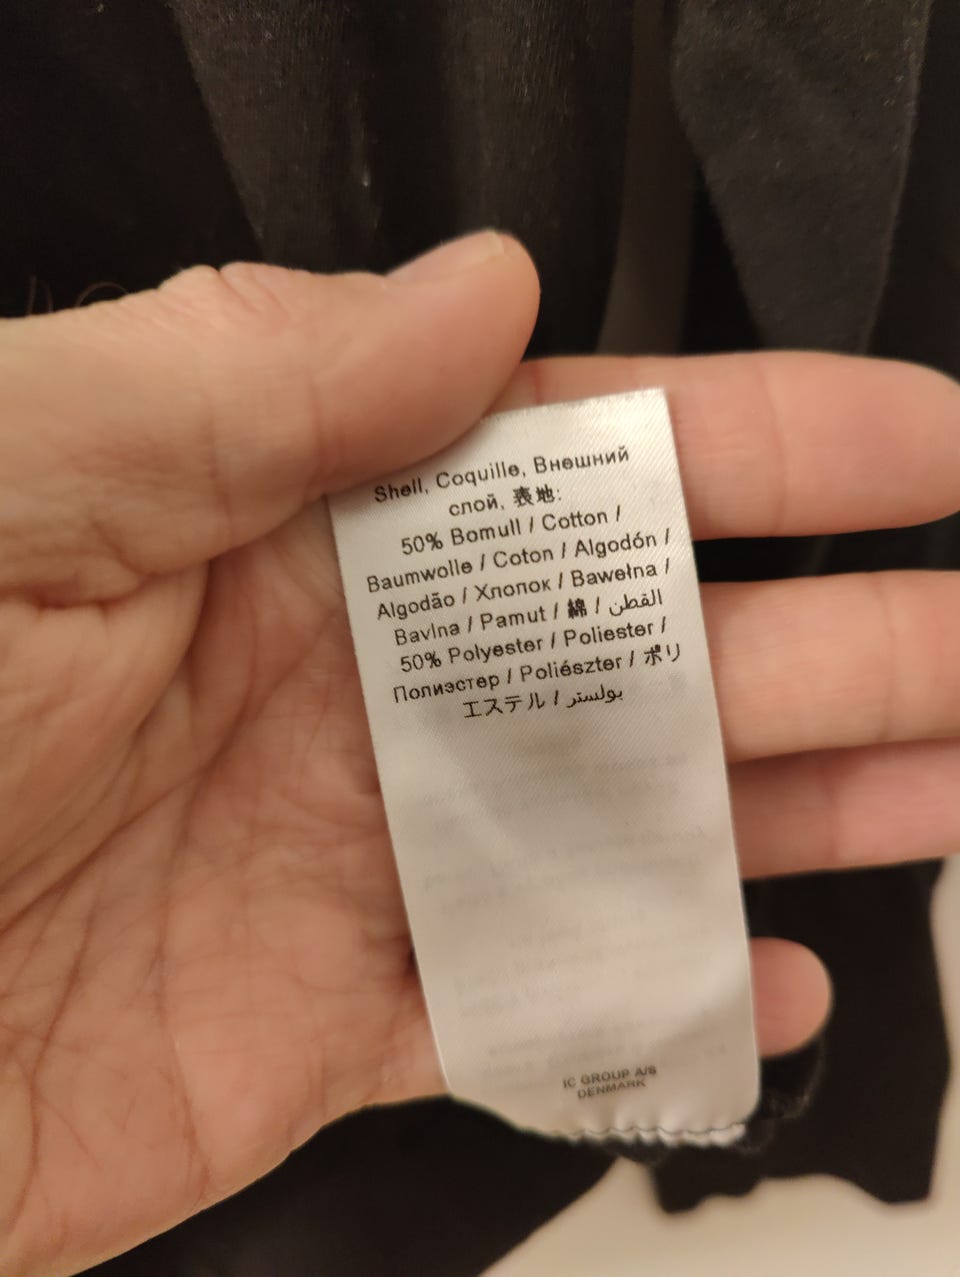 Shell, Coquille, Внешний
слой, 表地:
50% Bomull / Cotton /
Baumwolle / Coton / Algodón /
Algodão / Хлопок / Bawełna /
Bavlna / Pamut / 綿 / القطن
50% Polyester / Poliester /
Полиэстер / Poliészter / ポリ
エステル / بولستر
IC GROUP A/S
DENMARK